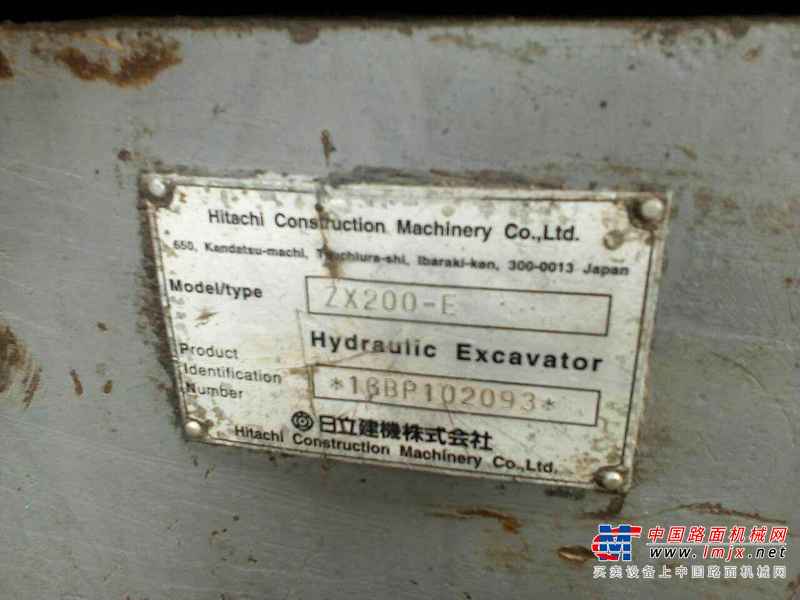 Hitachi Construction Machinery Co.,Ltd.
650, Kandatsu-machi, Tsuchiura-shi, Ibaraki-ken, 300-0013 Japan
Model/type ZX200-E
Hydraulic Excavator
Product
Identification
Number *1GBP102093*
日立建機株式会社
Hitachi Construction Machinery Co.,Ltd.
中国路面机械网
www.lmjx.net
买卖设备上中国路面机械网